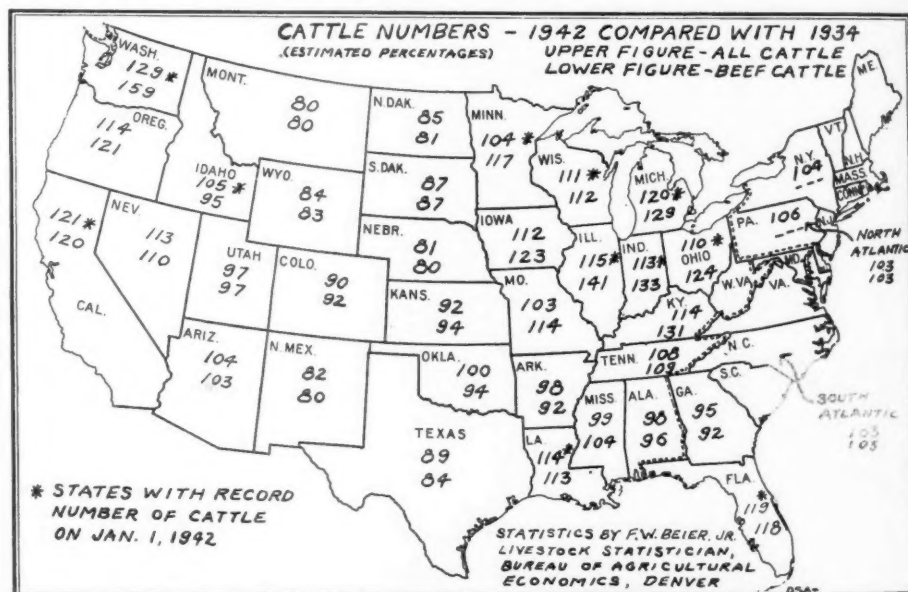 CATTLE NUMBERS – 1942 COMPARED WITH 1934
(ESTIMATED PERCENTAGES)
UPPER FIGURE-ALL CATTLE
LOWER FIGURE-BEEF CATTLE
WASH.
129*
159
OREG.
114
121
IDAHO
105*
95
MONT.
80
80
WYO.
84
83
N.DAK.
85
81
S.DAK.
87
87
NEBR.
81
80
KANS.
92
94
MINN.
104*
117
WIS.
111*
112
MICH.
120*
129
IOWA
112
123
ILL.
115*
141
IND.
113*
133
110*
OHIO
124
MO.
103
114
KY.
114
131
CAL.
121*
120
NEV.
113
110
UTAH
97
97
COLO.
90
92
ARIZ.
104
103
N.MEX.
82
80
OKLA.
100
94
TEXAS
89
84
ARK.
98
92
LA.
114*
113
TENN.
108
109
MISS.
99
104
ALA.
98
96
GA.
95
92
FLA.
*
119
118
ME.
VT.
N.H.
MASS.
CONN.
N.Y.
104
PA.
106
N.J.
MD.
W.VA.
VA.
N.C.
S.C.
NORTH
ATLANTIC
103
103
SOUTH
ATLANTIC
103
103
* STATES WITH RECORD
NUMBER OF CATTLE
ON JAN. 1, 1942
STATISTICS BY F.W. BEIER, JR.
LIVESTOCK STATISTICIAN,
BUREAU OF AGRICULTURAL
ECONOMICS, DENVER